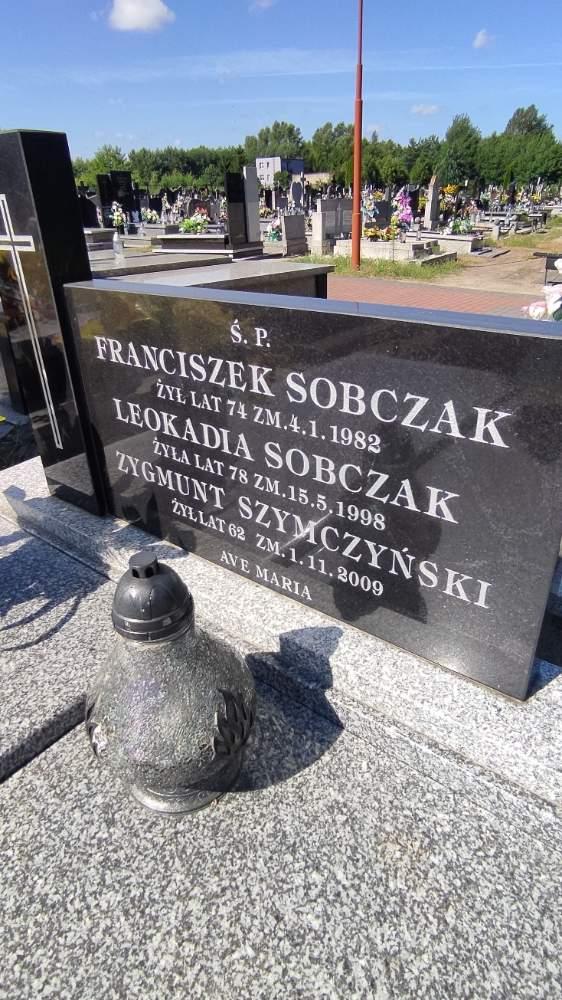 Ś. P.
FRANCISZEK SOBCZAK
ŻYŁ LAT 74 ZM.4.1.1982
LEOKADIA SOBCZAK
ŻYŁA LAT 78 ZM.15.5.1998
ZYGMUNT SZYMCZYŃSKI
ŻYŁ LAT 62 ZM.1.11.2009
AVE MARIA